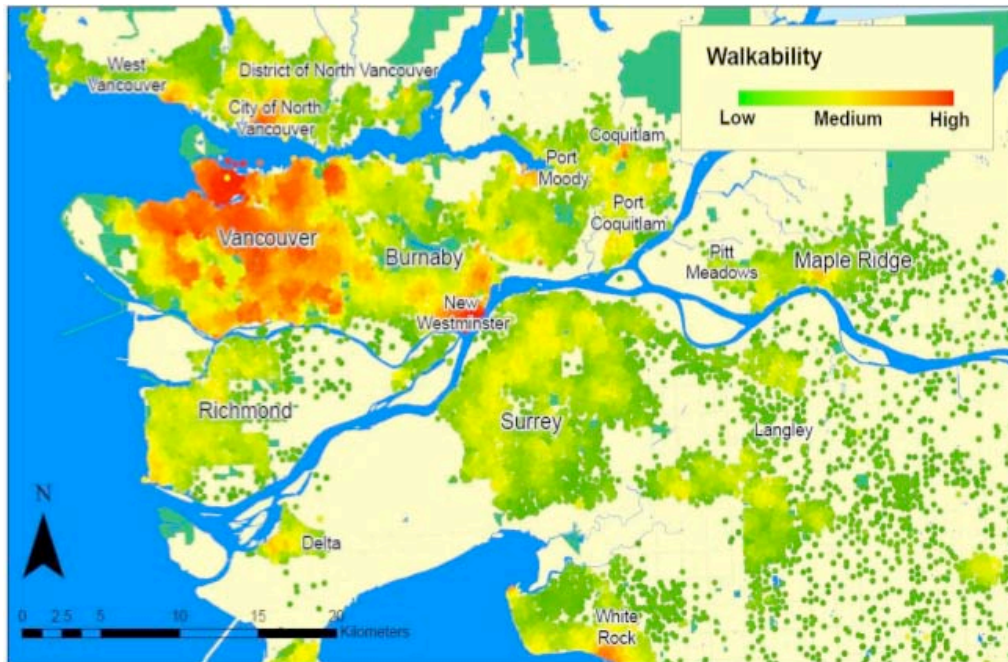 Walkability
Low Medium High
West
Vancouver
District of North Vancouver
City of North
Vancouver
Coquitlam
Port
Moody
Port
Coquitlam
Vancouver
Burnaby
Pitt
Meadows
Maple Ridge
New
Westminster
Richmond
Surrey
Langley
N
Delta
White
Rock
0 2.5 5 10 15 20
Kilometers